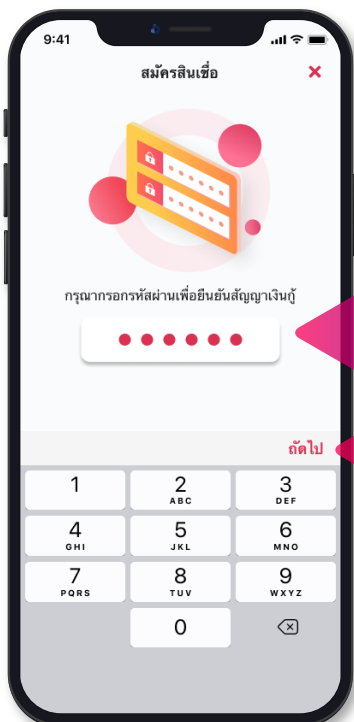 9:41
สมัครสินเชื่อ
กรุณากรอกรหัสผ่านเพื่อยืนยันสัญญาเงินกู้
ถัดไป
1
2
ABC
3
DEF
4
GHI
5
JKL
6
MNO
7
PQRS
8
TUV
9
WXYZ
0